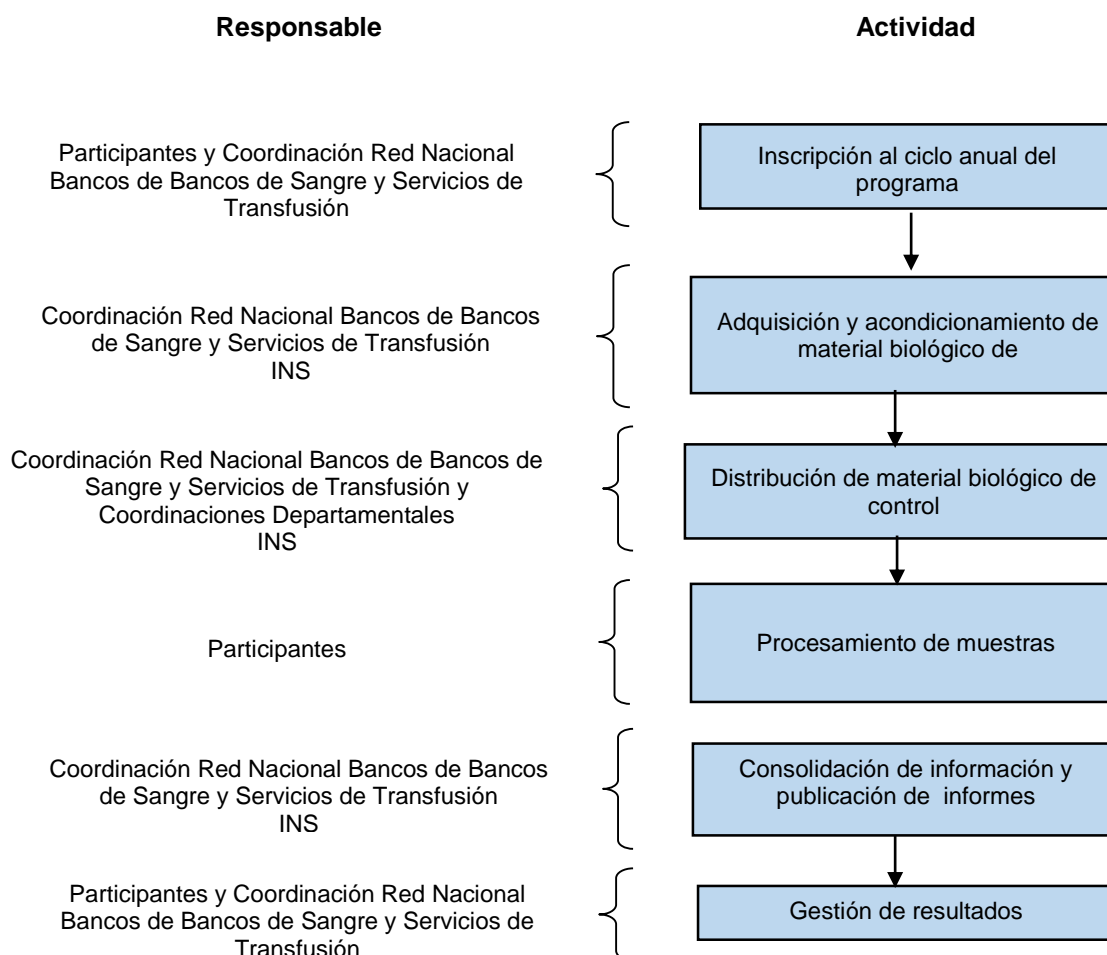 Responsable
Actividad
Participantes y Coordinación Red Nacional
Bancos de Bancos de Sangre y Servicios de
Transfusión
Inscripción al ciclo anual del
programa
Coordinación Red Nacional Bancos de Bancos
de Sangre y Servicios de Transfusión
INS
Adquisición y acondicionamiento de
material biológico de
Coordinación Red Nacional Bancos de Bancos de
Sangre y Servicios de Transfusión y
Coordinaciones Departamentales
INS
Distribución de material biológico de
control
Participantes
Procesamiento de muestras
Coordinación Red Nacional Bancos de Bancos
de Sangre y Servicios de Transfusión
INS
Consolidación de información y
publicación de informes
Participantes y Coordinación Red Nacional
Bancos de Bancos de Sangre y Servicios de
Transfusión
Gestión de resultados